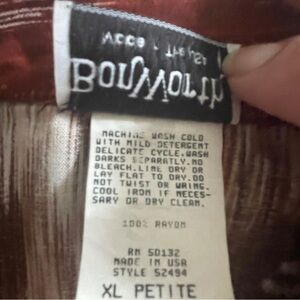 BonWorth
MACHINE WASH COLD
WITH MILD DETERGENT
DELICATE CYCLE.WASH
DARKS SEPARATLY.NO
BLEACH.LINE DRY OR
LAY FLAT TO DRY.DO
NOT TWIST OR WRING.
COOL IRON IF NECES-
SARY OR DRY CLEAN.
100% RAYON
RN 50132
MADE IN USA
STYLE 52494
XL PETITE